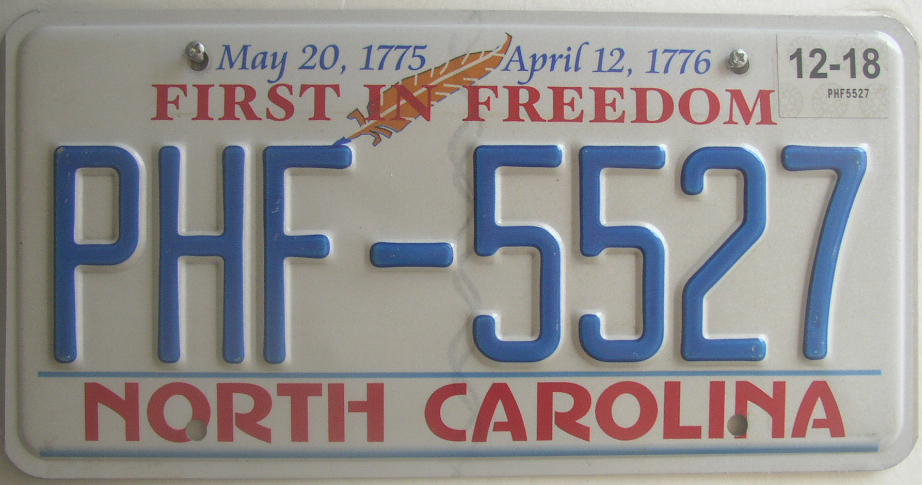 May 20, 1775 April 12, 1776
12-18
PHF5527
FIRST IN FREEDOM
PHF-5527
NORTH CAROLINA